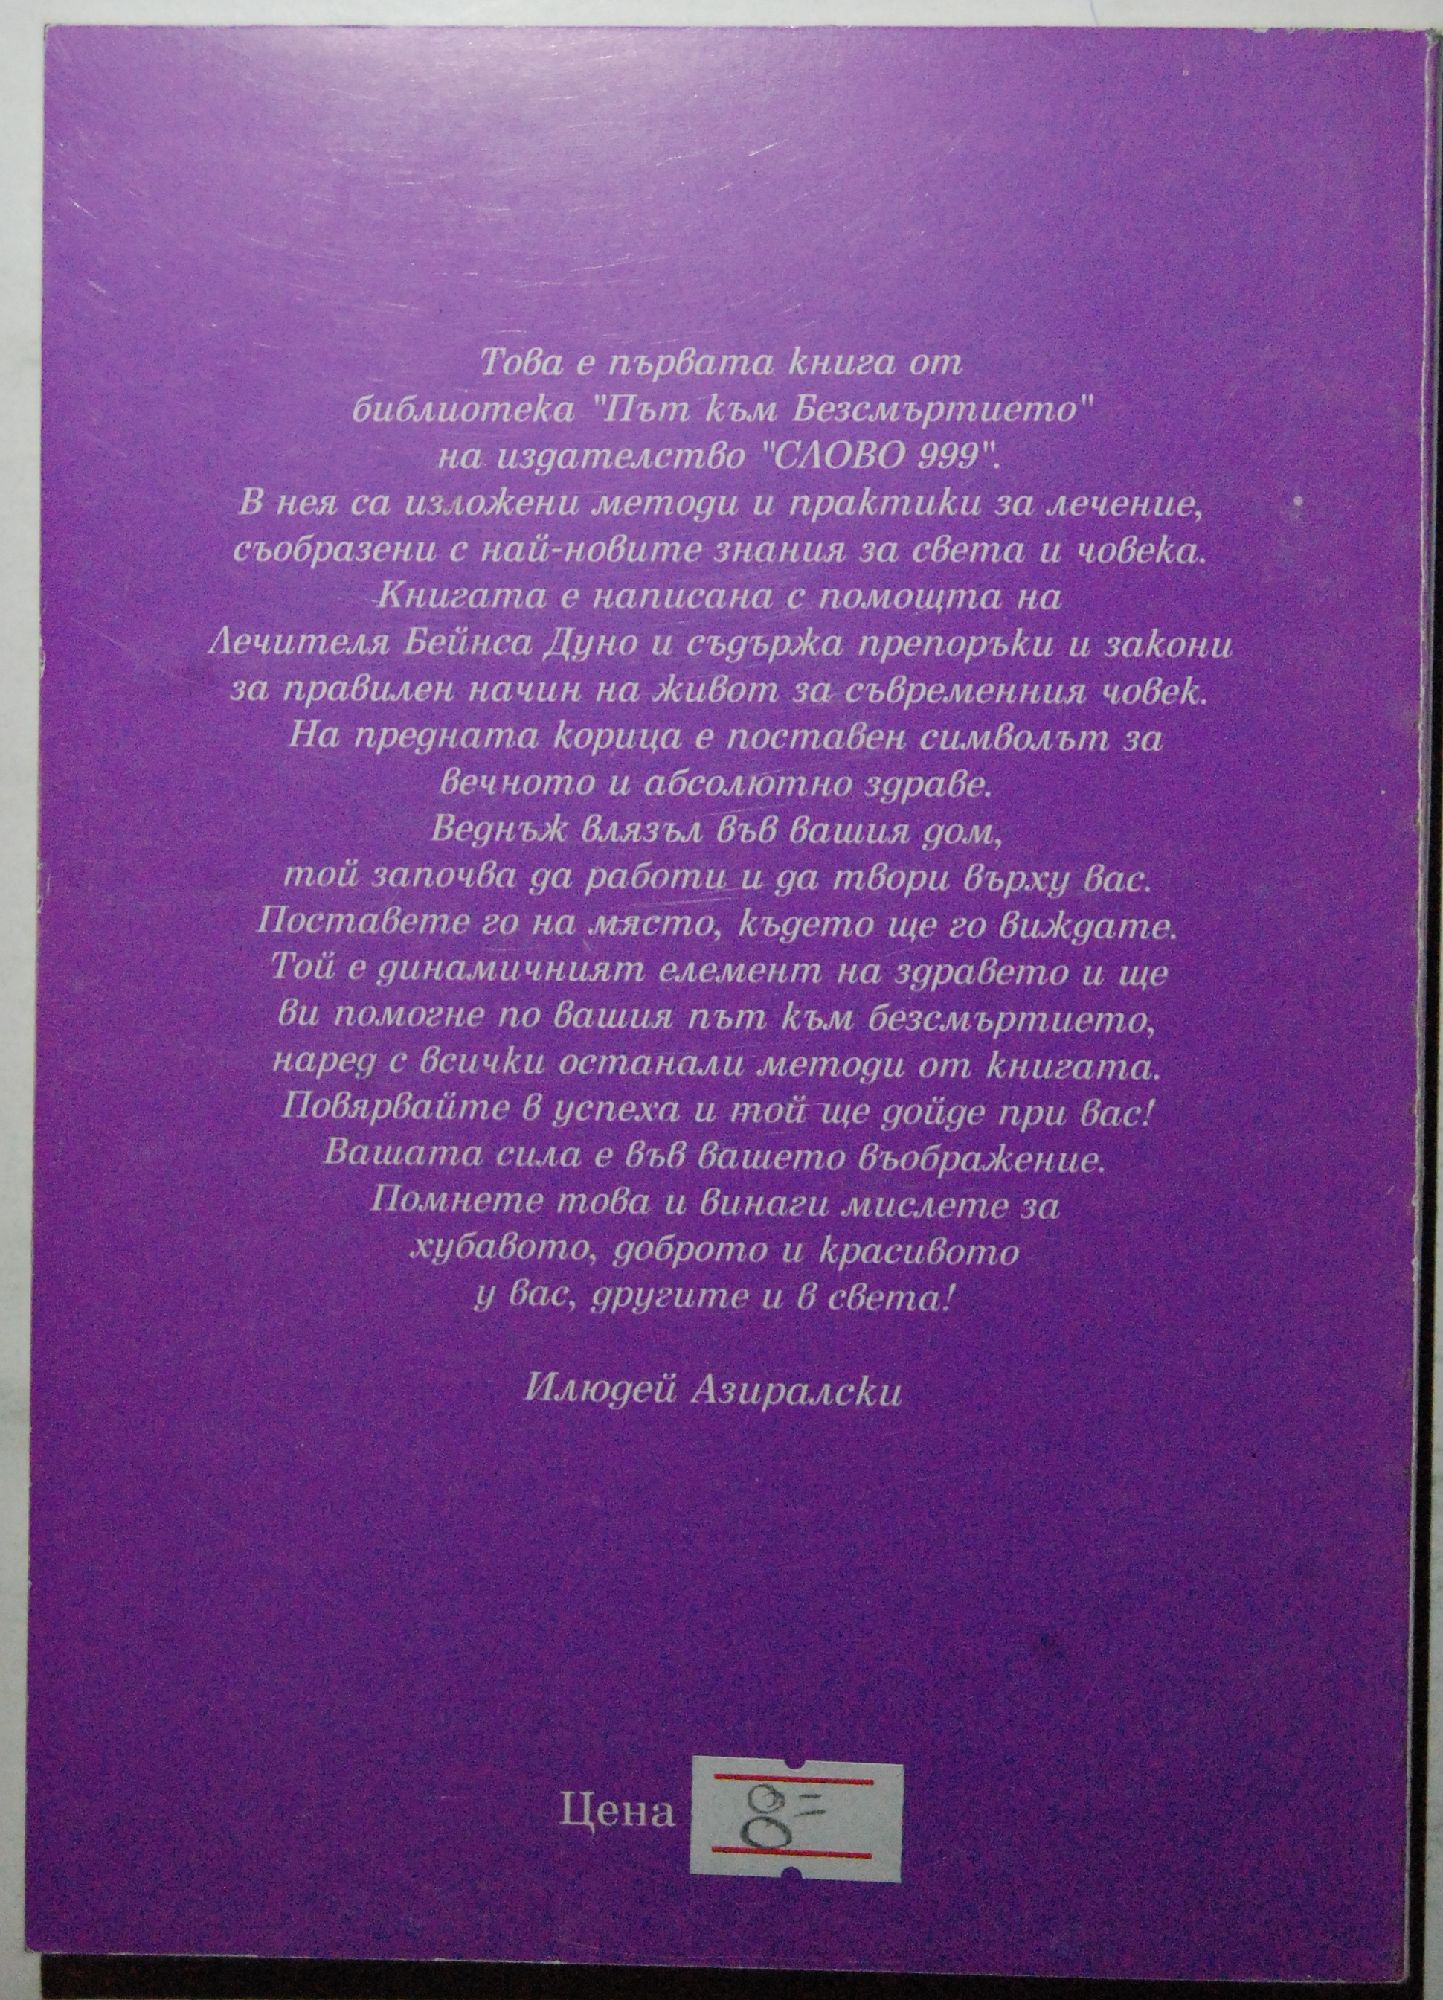 Това е първата книга от
библиотека "Път към Безсмъртието"
на издателство "СЛОВО 999".
В нея са изложени методи и практики за лечение,
съобразени с най-новите знания за света и човека.
Книгата е написана с помощта на
Лечителя Бейнса Дуно и съдържа препоръки и закони
за правилен начин на живот за съвременния човек.
На предната корица е поставен символът за
вечното и абсолютно здраве.
Веднъж влязъл във вашия дом,
той започва да работи и да твори върху вас.
Поставете го на място, където ще го виждате.
Той е динамичният елемент на здравето и ще
ви помогне по вашия път към безсмъртието,
наред с всички останали методи от книгата.
Повярвайте в успеха и той ще дойде при вас!
Вашата сила е във вашето въображение.
Помнете това и винаги мислете за
хубавото, доброто и красивото
у вас, другите и в света!
Илюдей Азиралски
Цена 8=